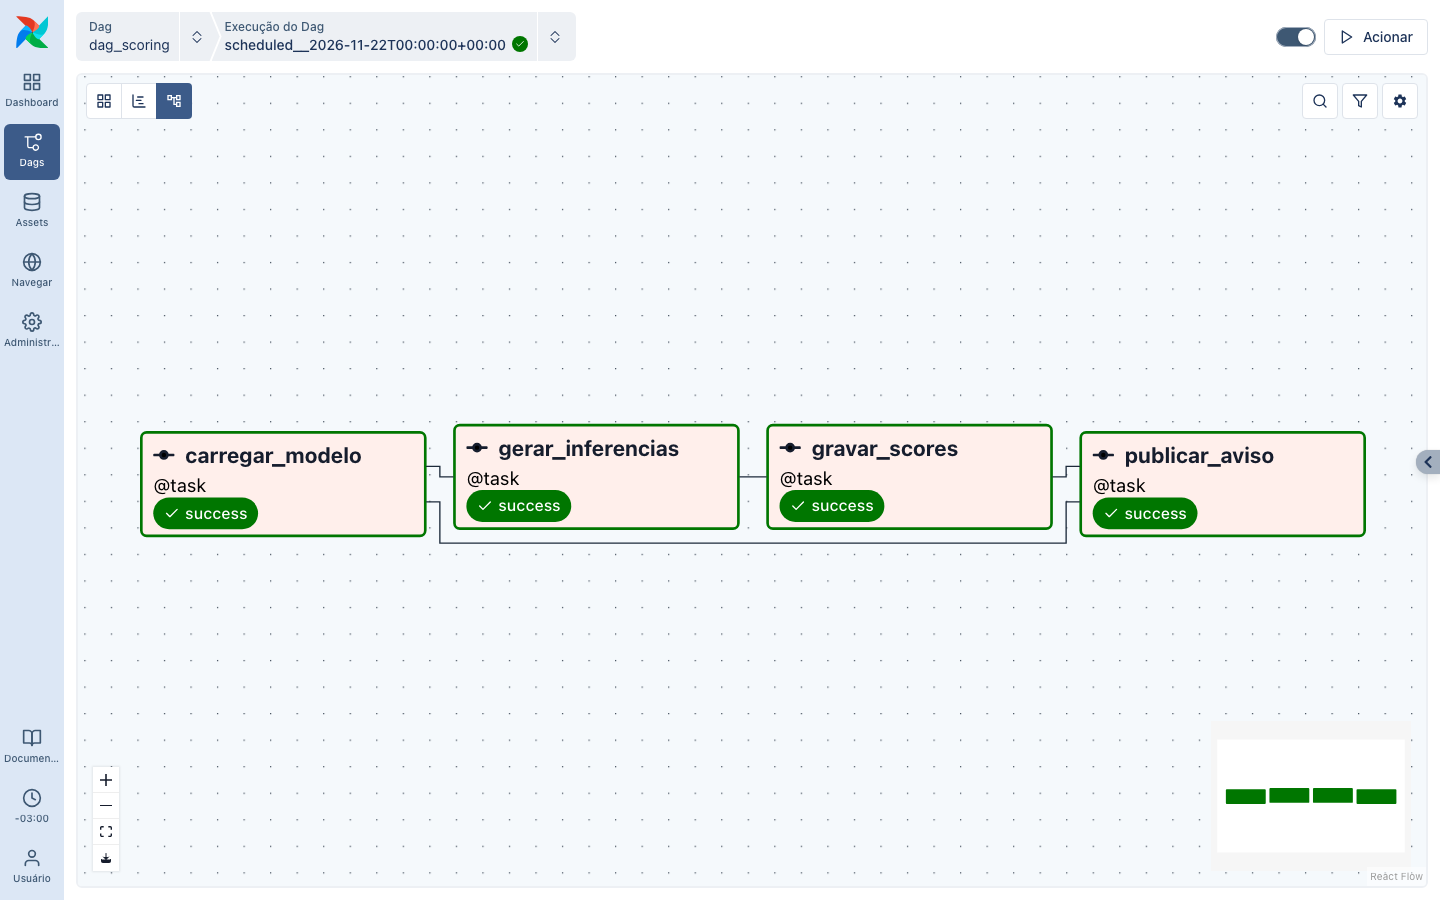 Dag
dag_scoring
Execução do Dag
scheduled__2026-11-22T00:00:00+00:00
Acionar
Dashboard
Dags
Assets
Navegar
Administr...
carregar_modelo
@task
success
gerar_inferencias
@task
success
gravar_scores
@task
success
publicar_aviso
@task
success
Documen...
-03:00
Usuário
React Flow